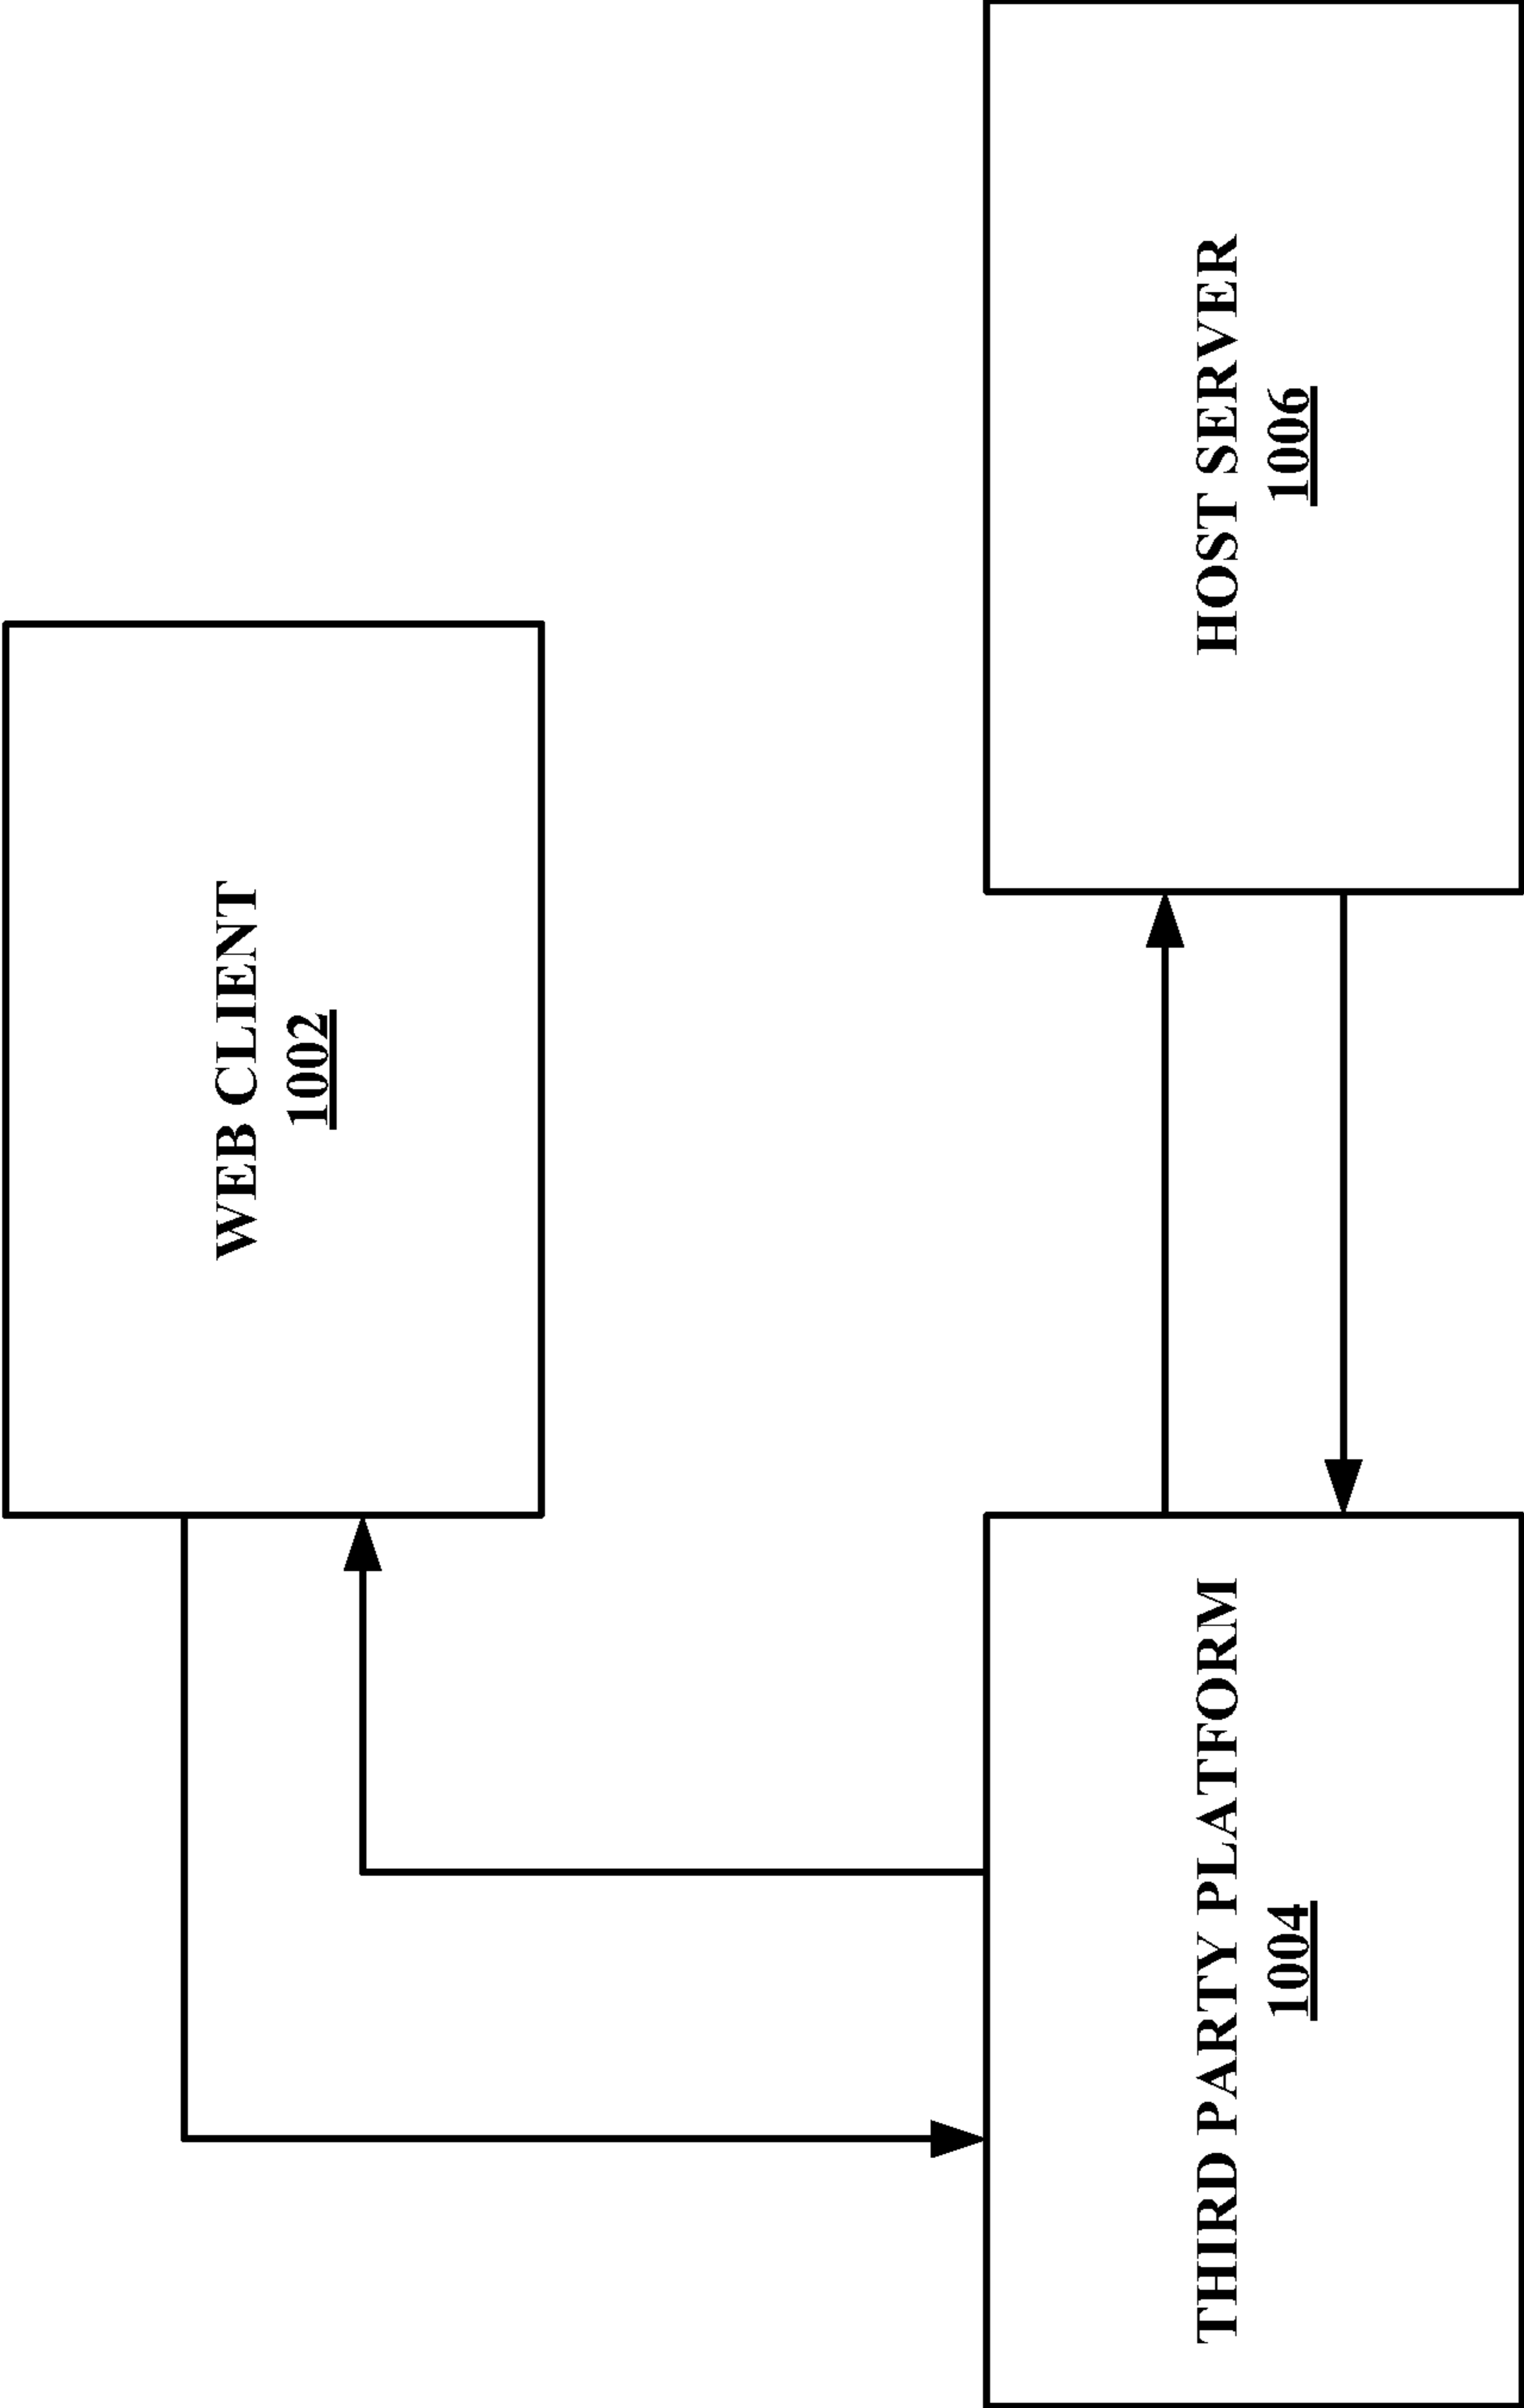 WEB CLIENT
1002
THIRD PARTY PLATFORM
1004
HOST SERVER
1006